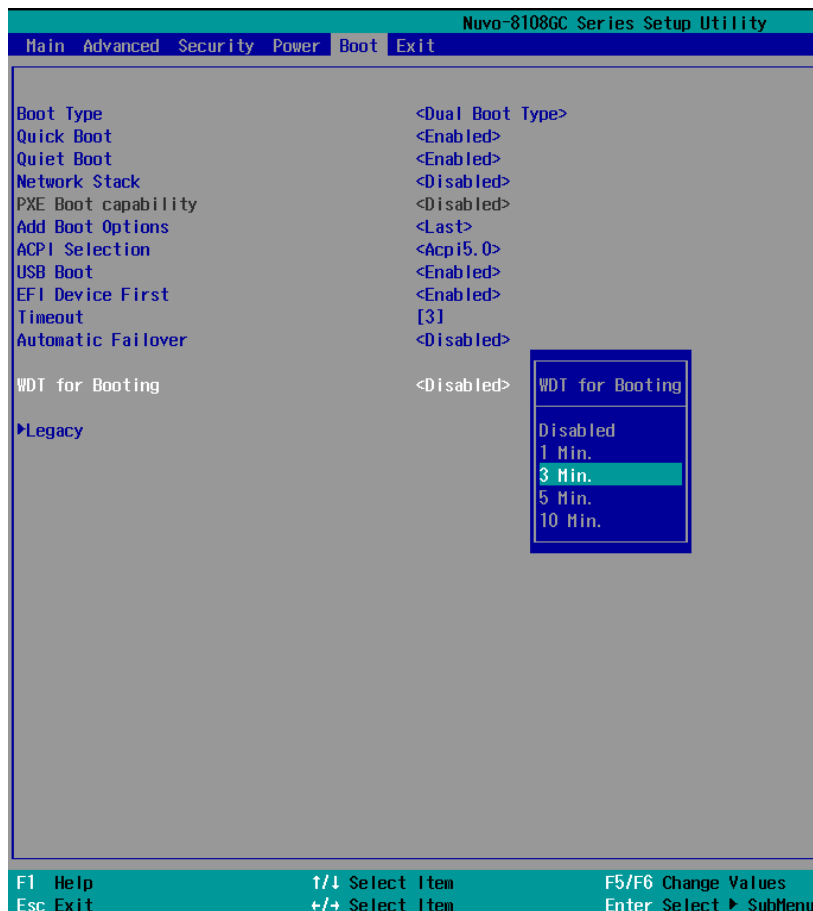 Nuvo-8108GC Series Setup Utility
Main Advanced Security Power Boot Exit
Boot Type <Dual Boot Type>
Quick Boot <Enabled>
Quiet Boot <Enabled>
Network Stack <Disabled>
PXE Boot capability <Disabled>
Add Boot Options <Last>
ACPI Selection <Acpi5.0>
USB Boot <Enabled>
EFI Device First <Enabled>
Timeout [3]
Automatic Failover <Disabled>
WDT for Booting <Disabled>
▶Legacy
WDT for Booting
Disabled
1 Min.
3 Min.
5 Min.
10 Min.
F1 Help ↑/↓ Select Item F5/F6 Change Values
Esc Exit ←/→ Select Item Enter Select ▶ SubMenu